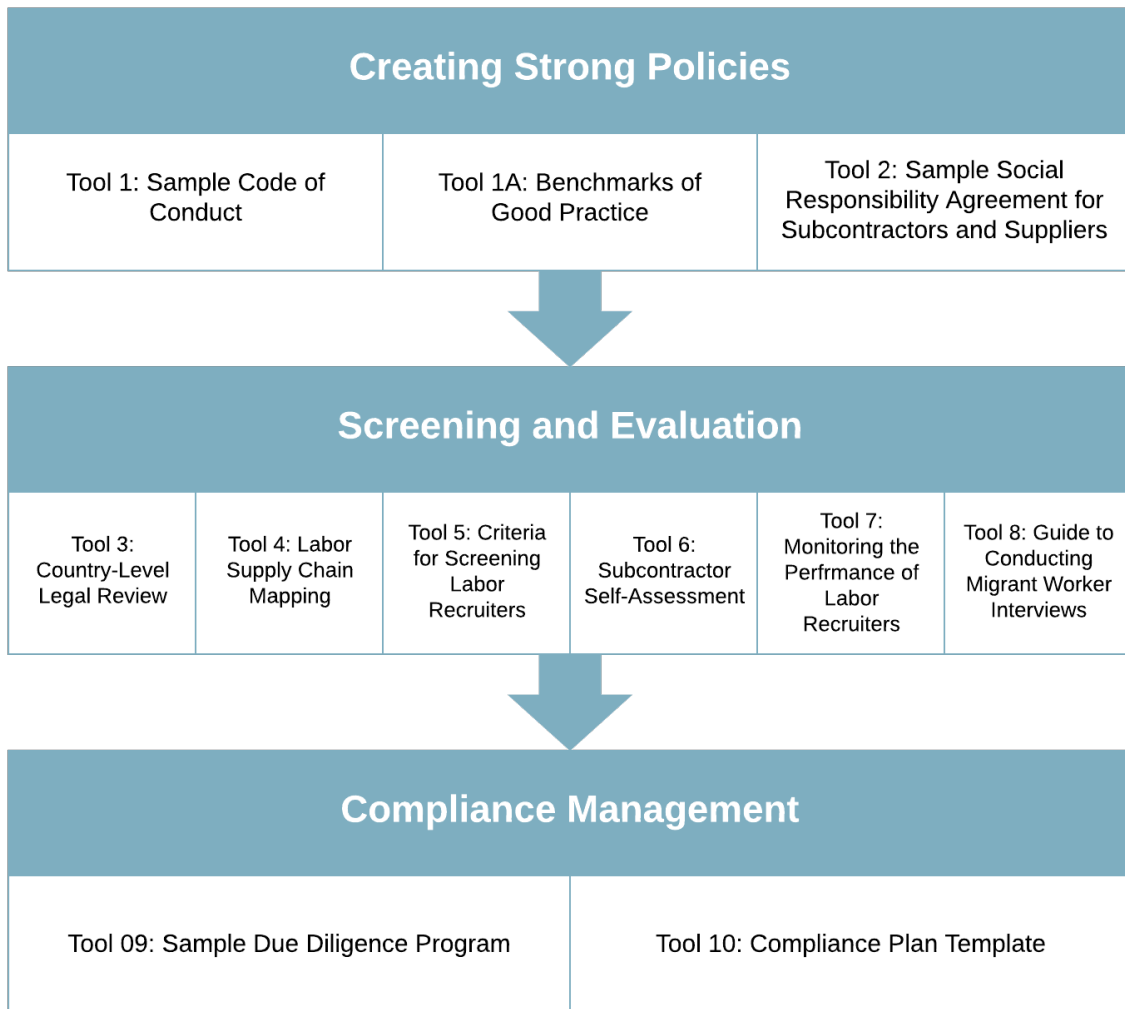 Creating Strong Policies
Tool 1: Sample Code of
Conduct
Tool 1A: Benchmarks of
Good Practice
Tool 2: Sample Social
Responsibility Agreement for
Subcontractors and Suppliers
Screening and Evaluation
Tool 3:
Country-Level
Legal Review
Tool 4: Labor
Supply Chain
Mapping
Tool 5: Criteria
for Screening
Labor
Recruiters
Tool 6:
Subcontractor
Self-Assessment
Tool 7:
Monitoring the
Perfrmance of
Labor
Recruiters
Tool 8: Guide to
Conducting
Migrant Worker
Interviews
Compliance Management
Tool 09: Sample Due Diligence Program
Tool 10: Compliance Plan Template